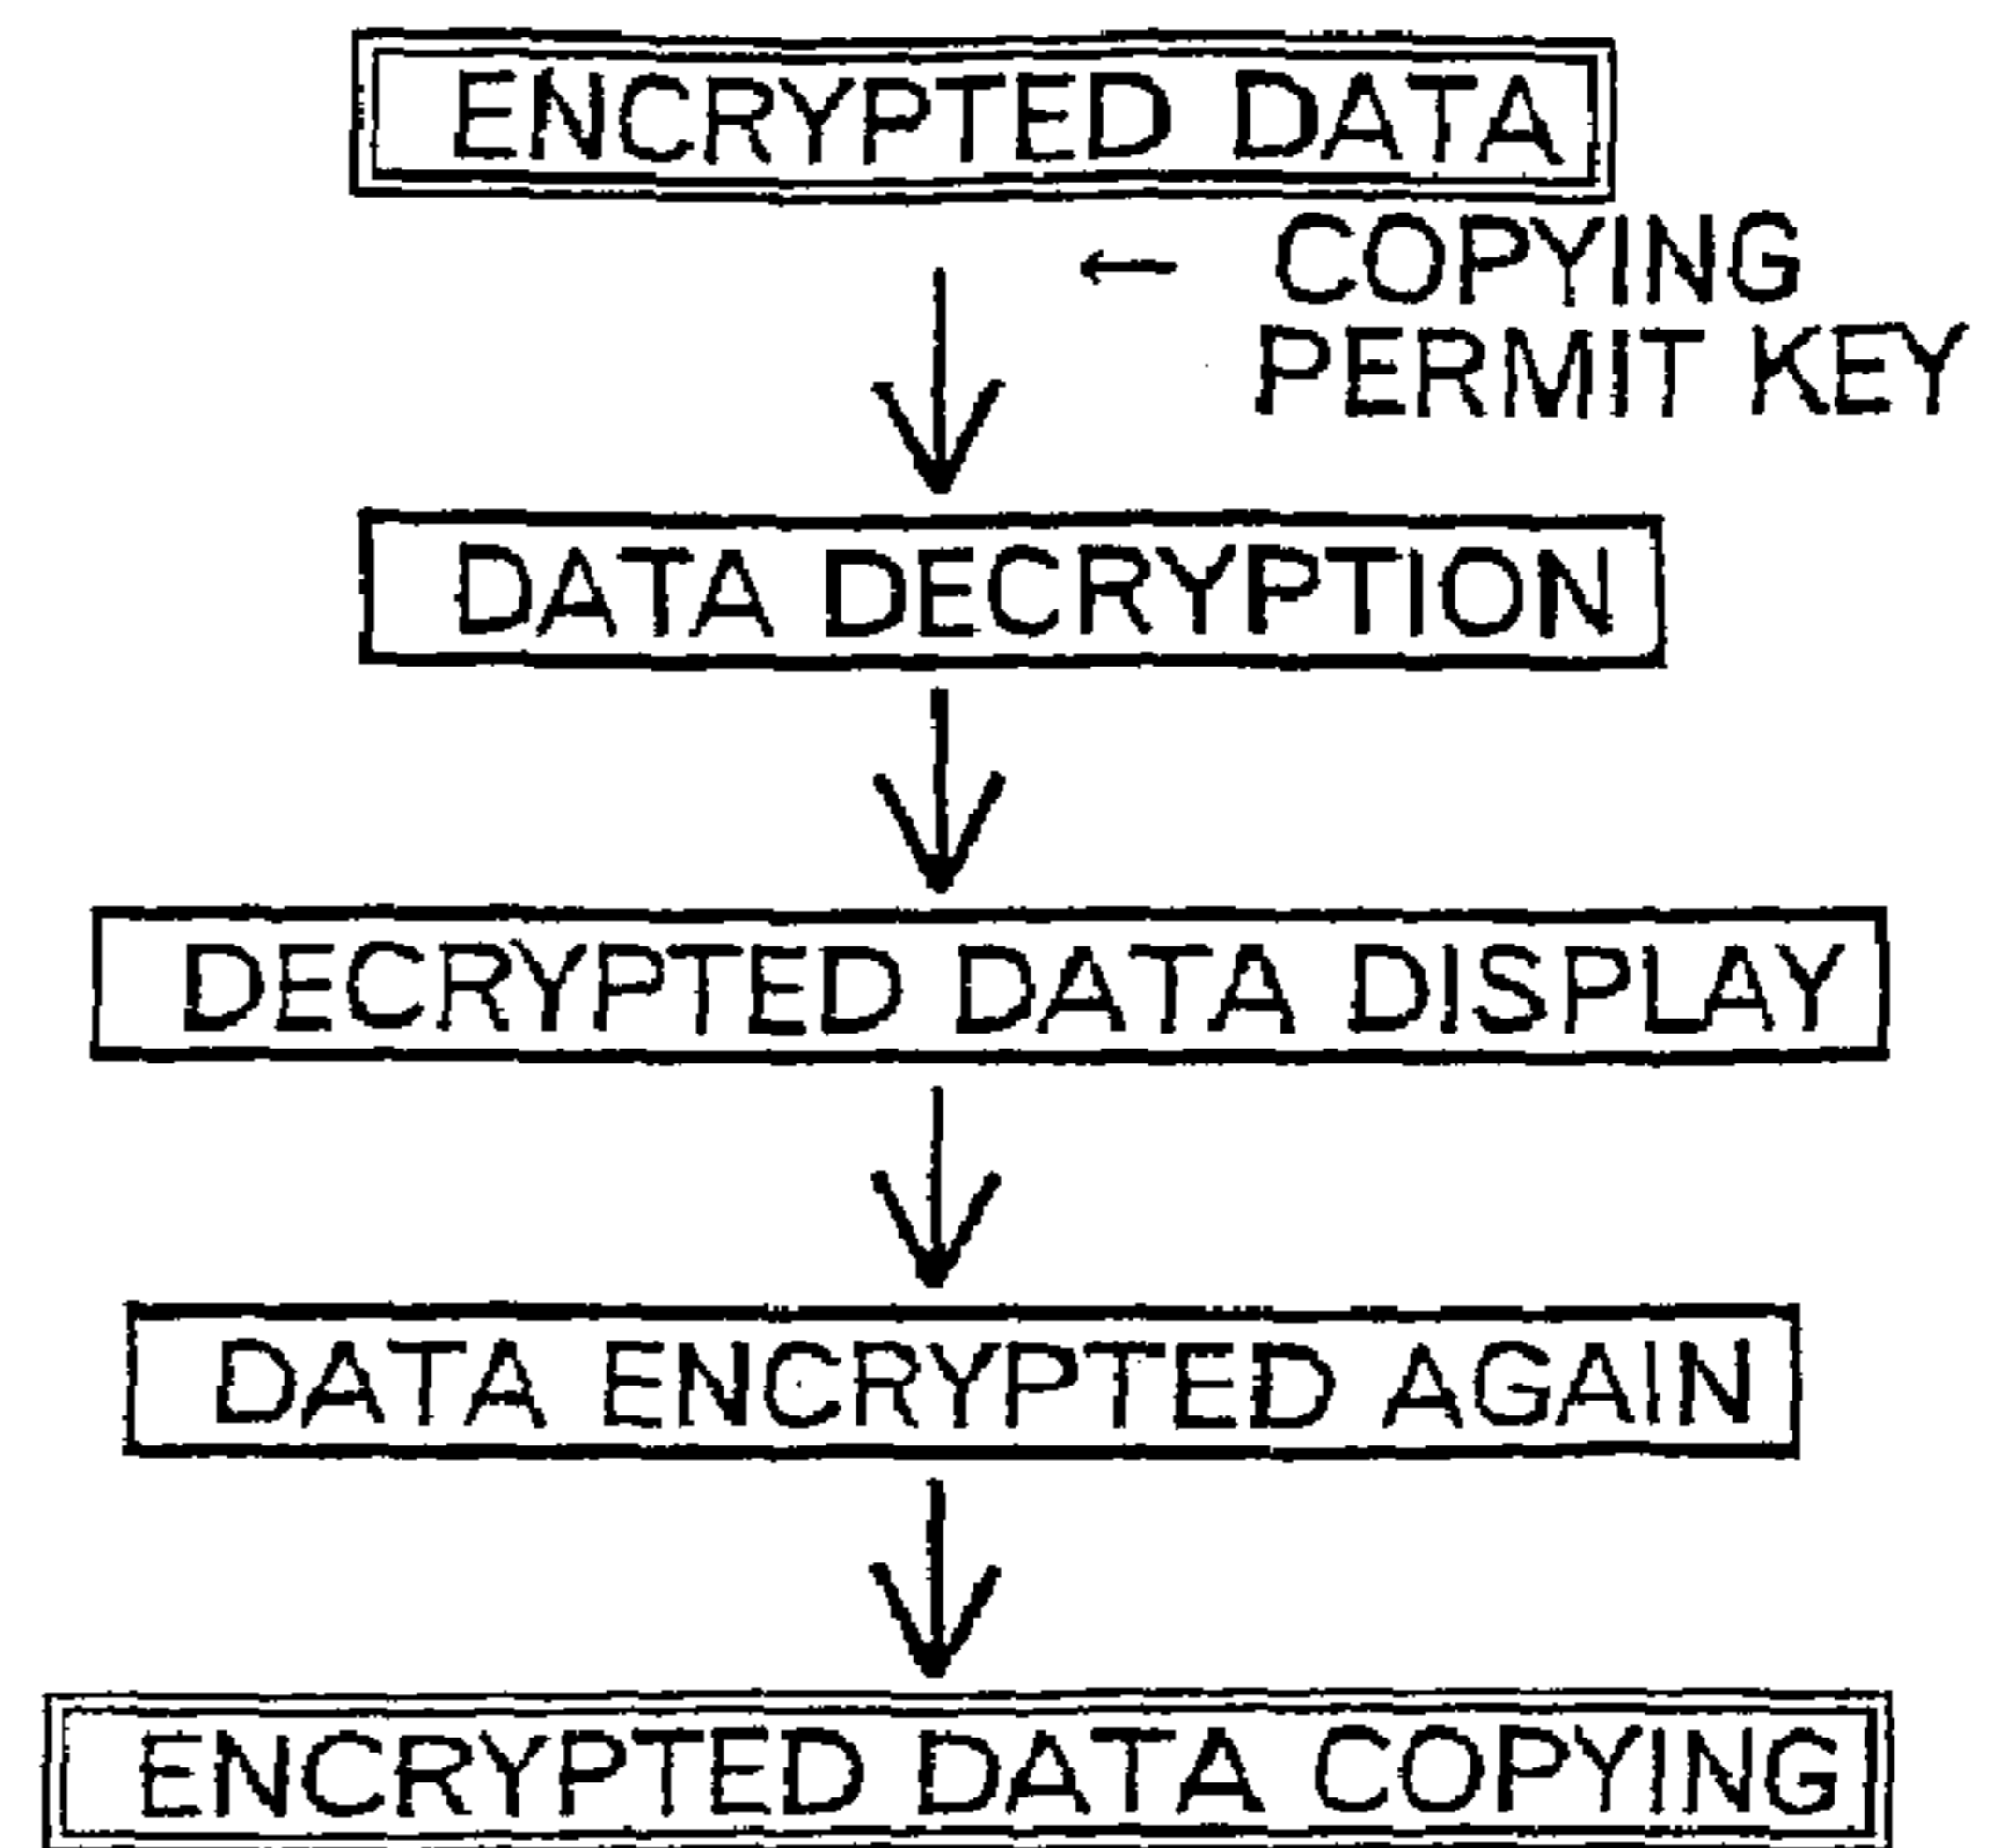 ENCRYPTED DATA
← COPYING
PERMIT KEY
DATA DECRYPTION
DECRYPTED DATA DISPLAY
DATA ENCRYPTED AGAIN
ENCRYPTED DATA COPYING